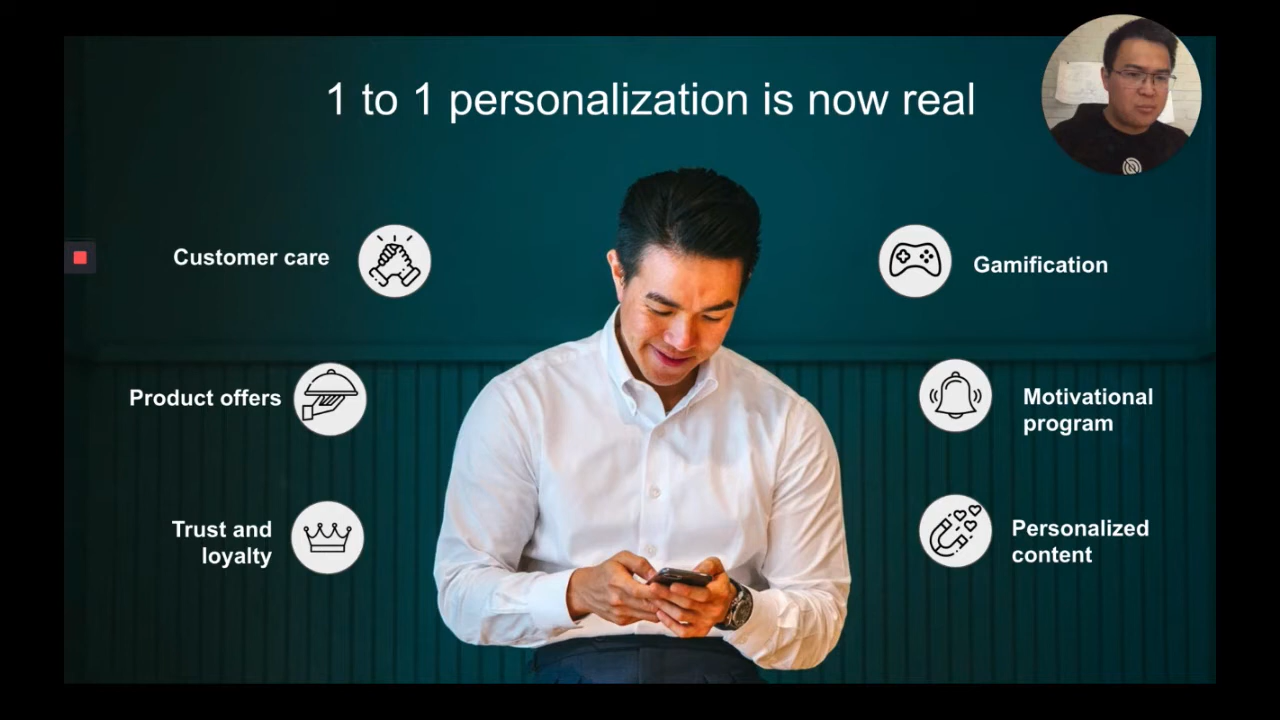 1 to 1 personalization is now real
Customer care
Gamification
Product offers
Motivational
program
Trust and
loyalty
Personalized
content